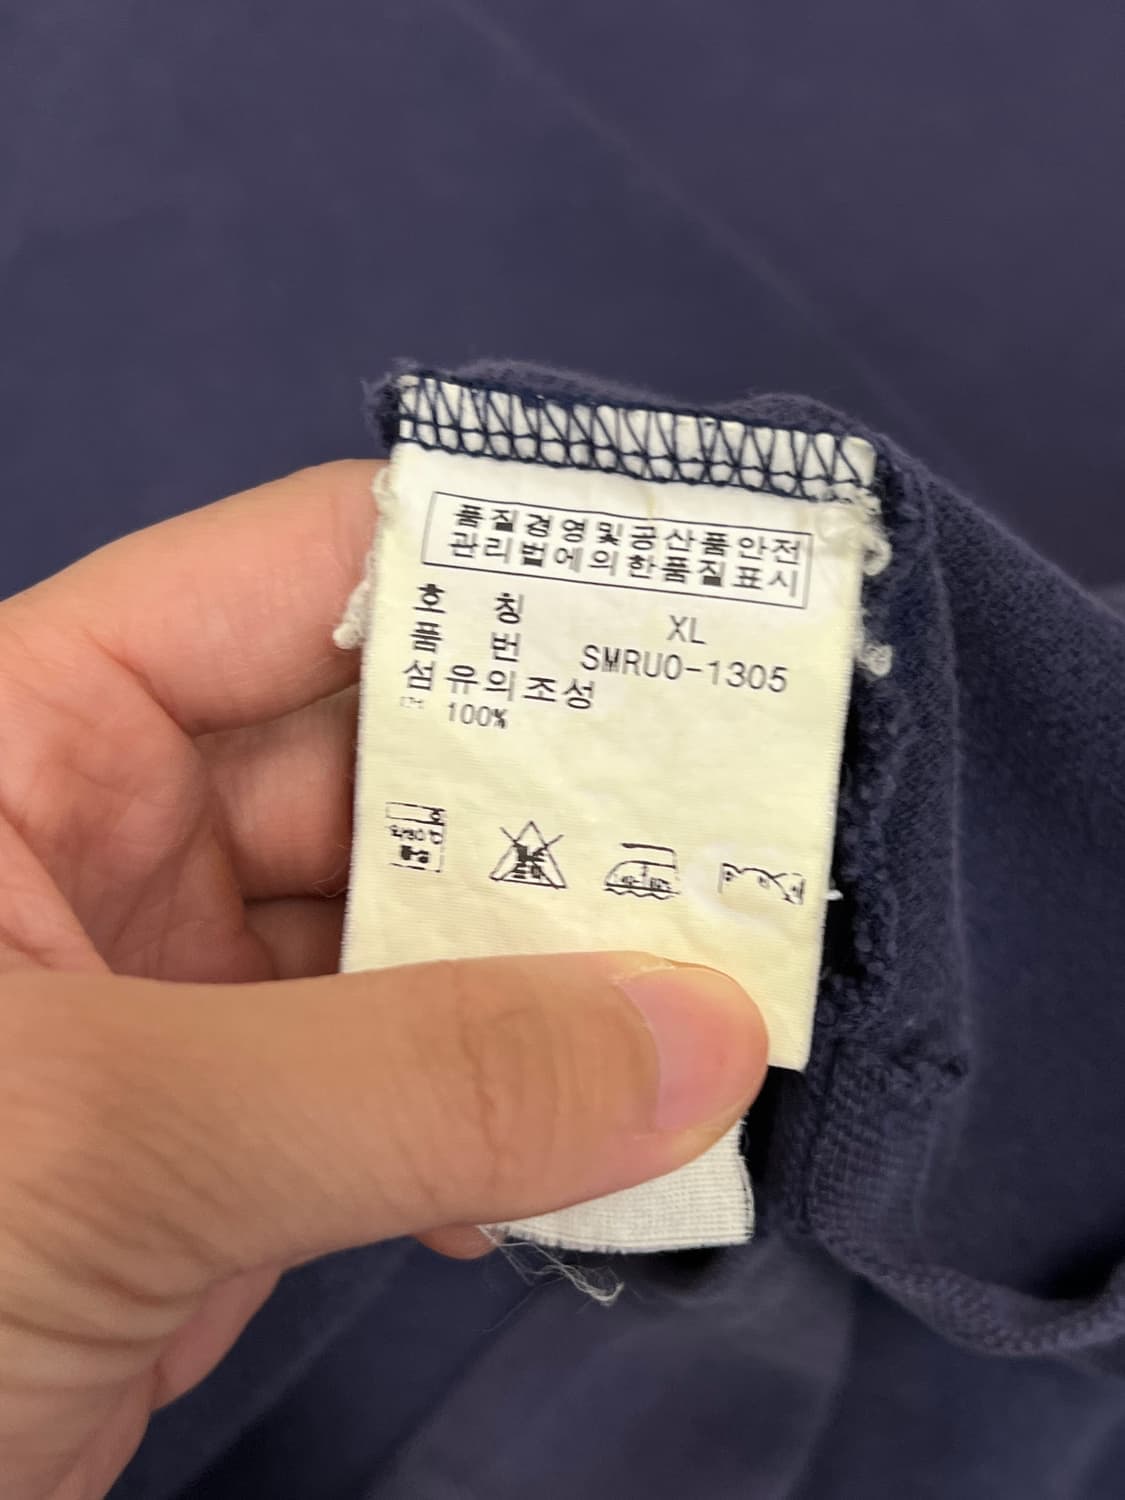 품질경영및공산품안전
관리법에의한품질표시
호 칭 XL
품 번 SMRU0-1305
섬유의조성
100%